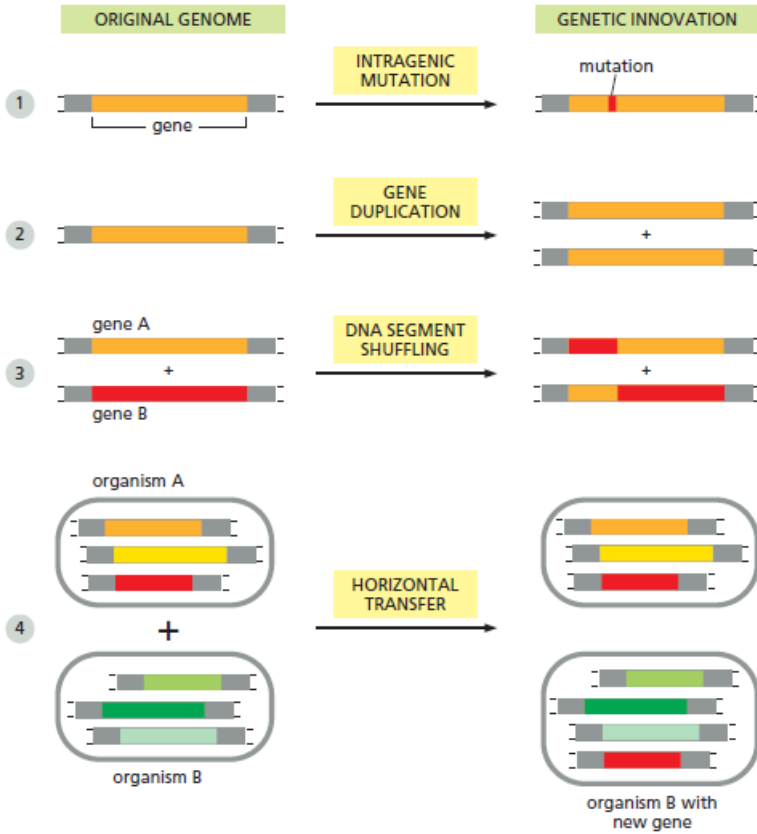 ORIGINAL GENOME
GENETIC INNOVATION
INTRAGENIC
MUTATION
mutation
1
gene
GENE
DUPLICATION
2
+
gene A
DNA SEGMENT
SHUFFLING
3
+
+
gene B
organism A
HORIZONTAL
TRANSFER
4
+
organism B
organism B with
new gene